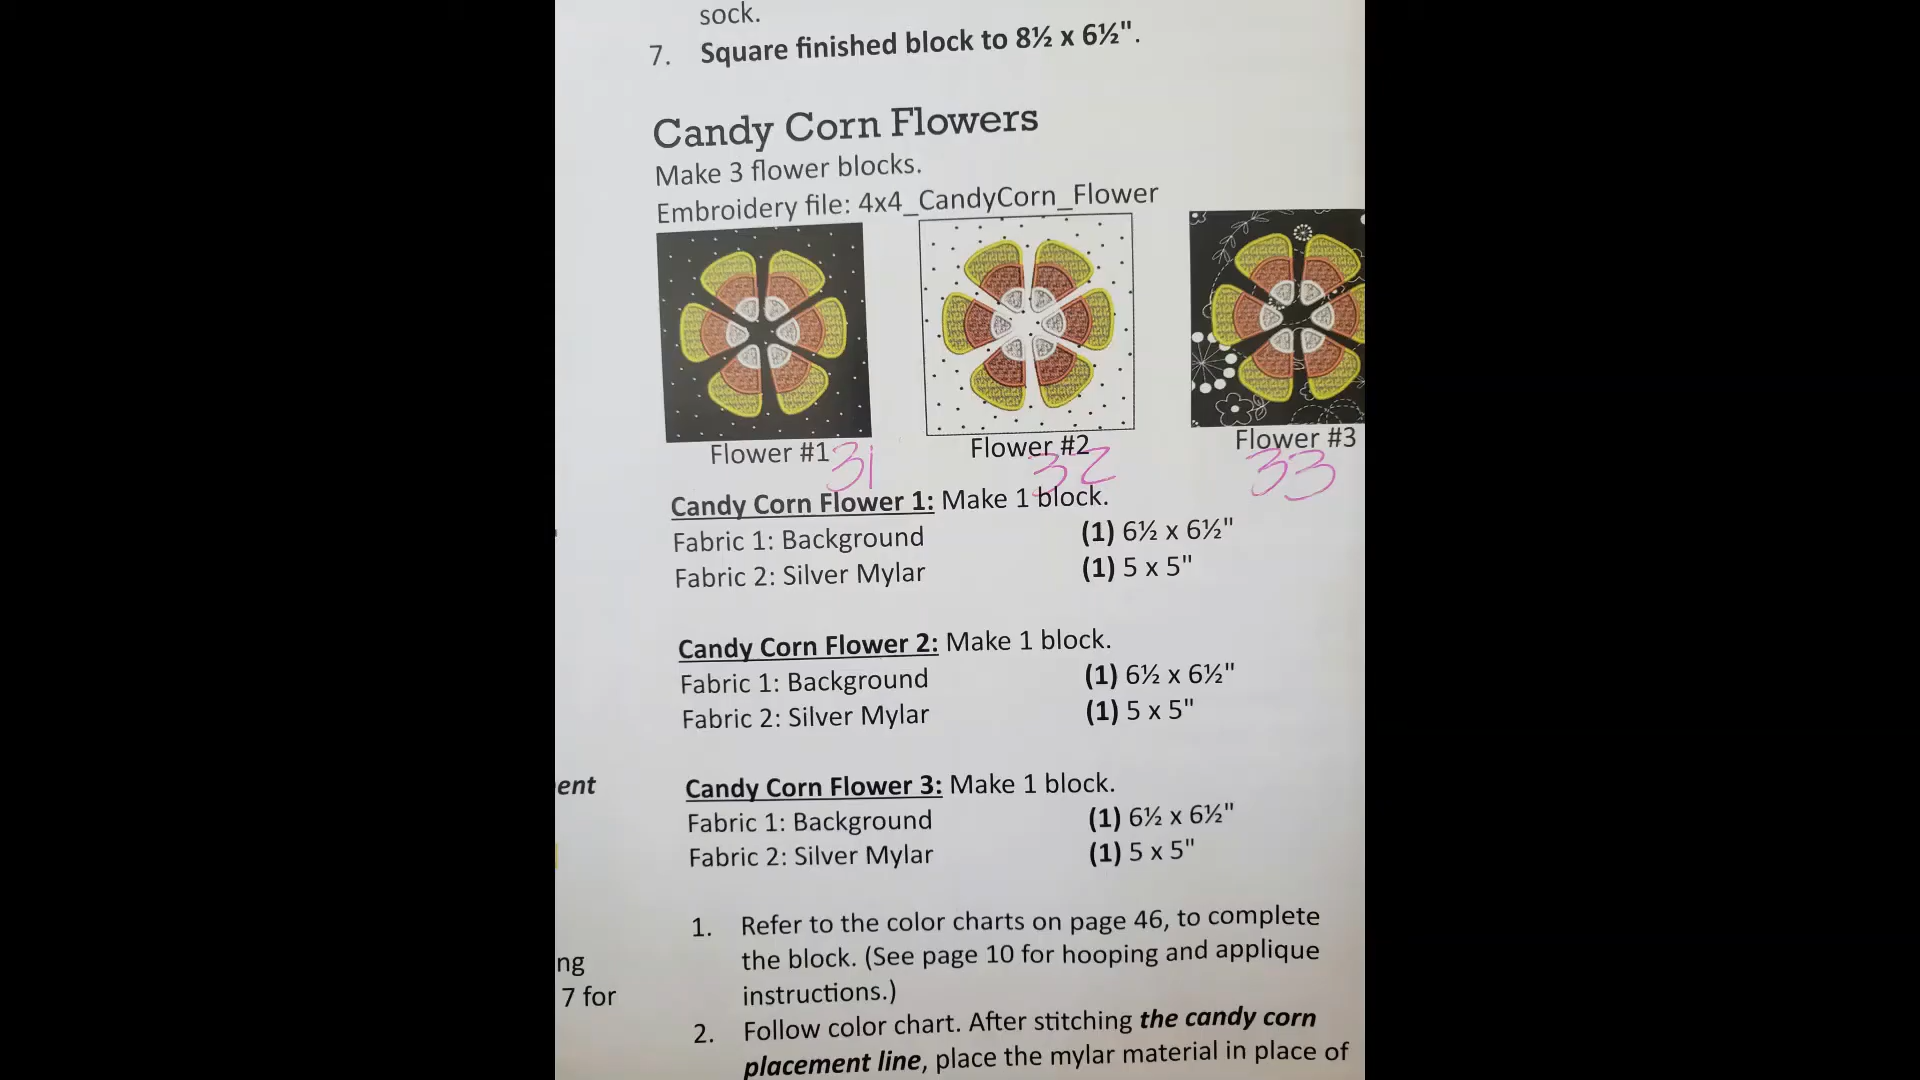 sock.
7. Square finished block to 8½ x 6½".
Candy Corn Flowers
Make 3 flower blocks.
Embroidery file: 4x4_CandyCorn_Flower
Flower #1 Flower #2 Flower #3
31 32 33
Candy Corn Flower 1: Make 1 block.
Fabric 1: Background (1) 6½ x 6½"
Fabric 2: Silver Mylar (1) 5 x 5"
Candy Corn Flower 2: Make 1 block.
Fabric 1: Background (1) 6½ x 6½"
Fabric 2: Silver Mylar (1) 5 x 5"
ent
Candy Corn Flower 3: Make 1 block.
Fabric 1: Background (1) 6½ x 6½"
Fabric 2: Silver Mylar (1) 5 x 5"
ng
7 for
1. Refer to the color charts on page 46, to complete
the block. (See page 10 for hooping and applique
instructions.)
2. Follow color chart. After stitching the candy corn
placement line, place the mylar material in place of